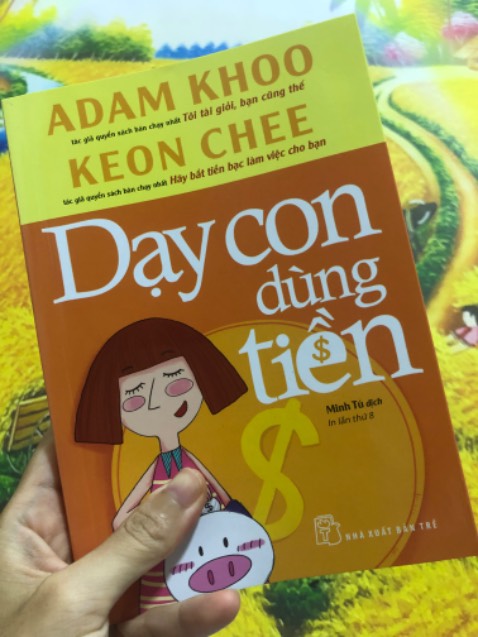 ADAM KHOO
tác giả quyển sách bán chạy nhất Tôi tài giỏi, bạn cũng thế
KEON CHEE
tác giả quyển sách bán chạy nhất Hãy bắt tiền bạc làm việc cho bạn
Dạy con
dùng
tiền
Minh Tú dịch
In lần thứ 8
NHÀ XUẤT BẢN TRẺ